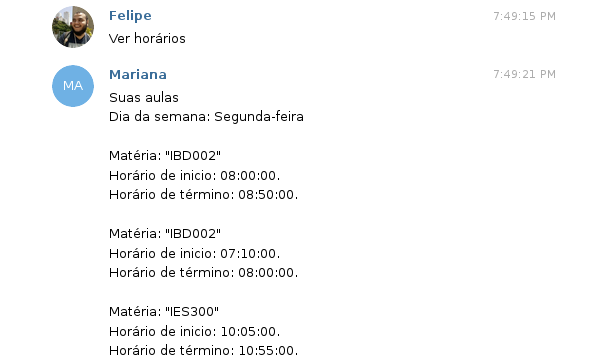 Felipe
7:49:15 PM
Ver horários
MA
Mariana
7:49:21 PM
Suas aulas
Dia da semana: Segunda-feira
Matéria: "IBD002"
Horário de inicio: 08:00:00.
Horário de término: 08:50:00.
Matéria: "IBD002"
Horário de inicio: 07:10:00.
Horário de término: 08:00:00.
Matéria: "IES300"
Horário de inicio: 10:05:00.
Horário de término: 10:55:00.